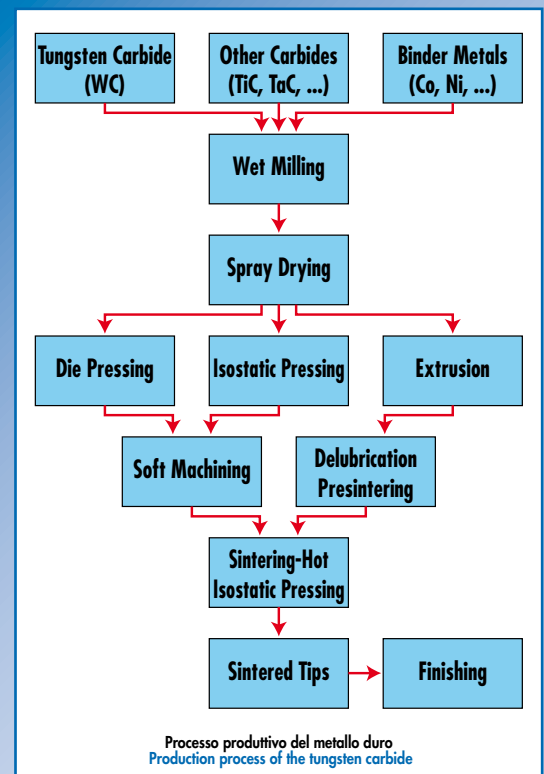 Tungsten Carbide
(WC)
Other Carbides
(TiC, TaC, ...)
Binder Metals
(Co, Ni, ...)
Wet Milling
Spray Drying
Die Pressing
Isostatic Pressing
Extrusion
Soft Machining
Delubrication
Presintering
Sintering-Hot
Isostatic Pressing
Sintered Tips
Finishing
Processo produttivo del metallo duro
Production process of the tungsten carbide